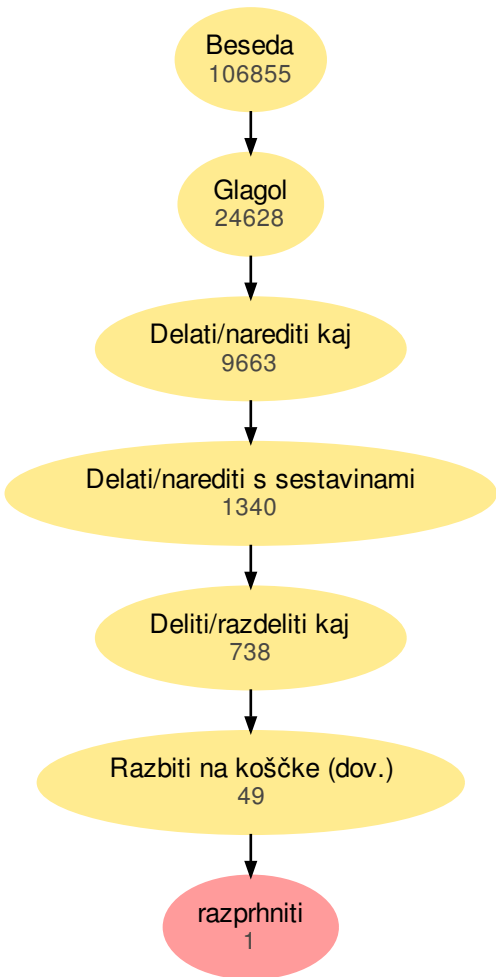 Beseda
106855
Glagol
24628
Delati/narediti kaj
9663
Delati/narediti s sestavinami
1340
Deliti/razdeliti kaj
738
Razbiti na koščke (dov.)
49
razprhniti
1